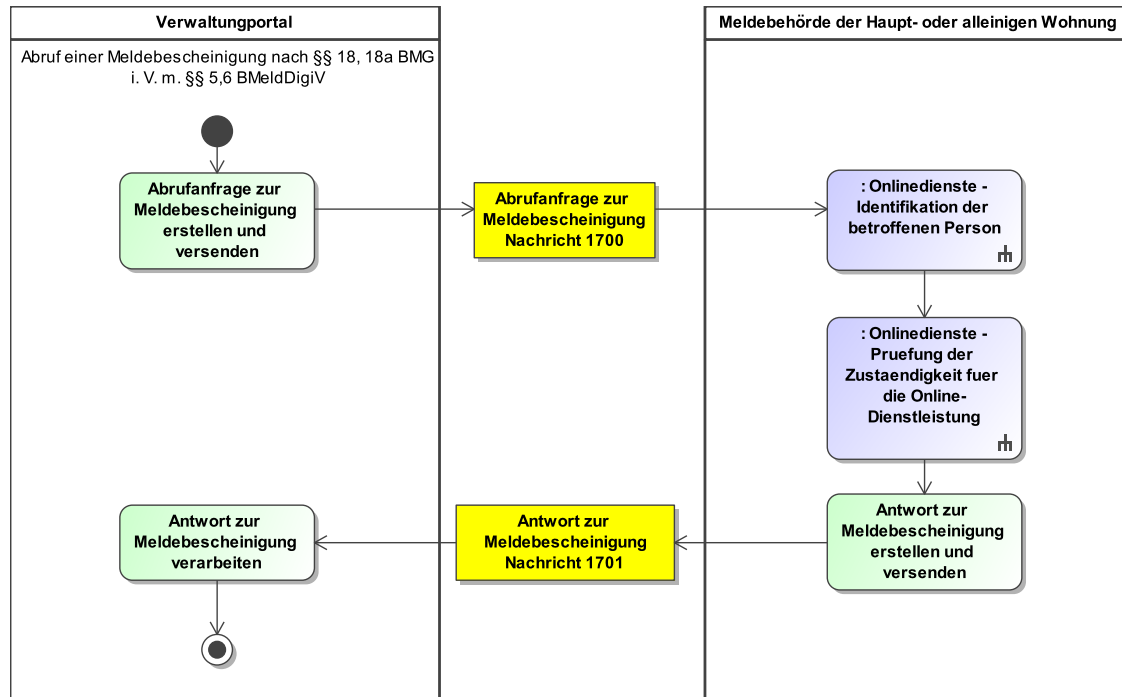 Verwaltungportal
Meldebehörde der Haupt- oder alleinigen Wohnung
Abruf einer Meldebescheinigung nach §§ 18, 18a BMG
i. V. m. §§ 5,6 BMeldDigiV
Abrufanfrage zur
Meldebescheinigung
erstellen und
versenden
Abrufanfrage zur
Meldebescheinigung
Nachricht 1700
: Onlinedienste -
Identifikation der
betroffenen Person
: Onlinedienste -
Pruefung der
Zustaendigkeit fuer
die Online-
Dienstleistung
Antwort zur
Meldebescheinigung
erstellen und
versenden
Antwort zur
Meldebescheinigung
Nachricht 1701
Antwort zur
Meldebescheinigung
verarbeiten